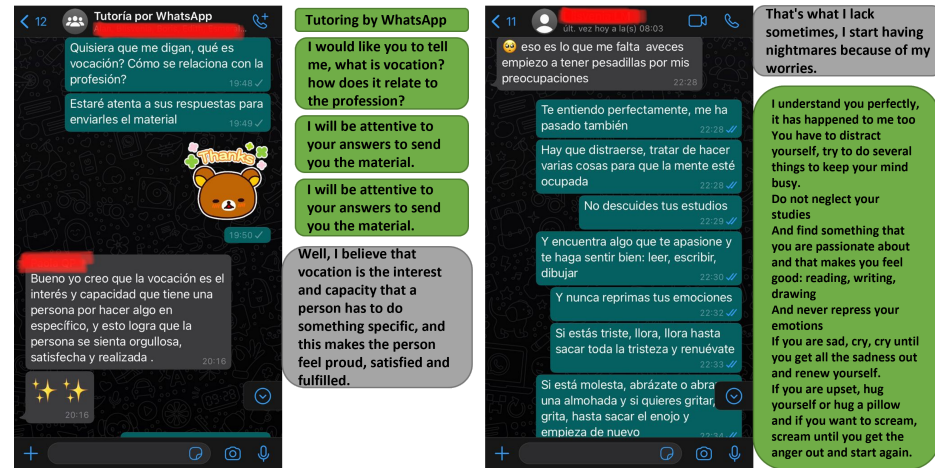 12
Tutoría por WhatsApp
Quisiera que me digan, qué es
vocación? Cómo se relaciona con la
profesión?
19:48
Estaré atenta a sus respuestas para
enviarles el material
19:49
Thanks
19:50
Bueno yo creo que la vocación es el
interés y capacidad que tiene una
persona por hacer algo en
específico, y esto logra que la
persona se sienta orgullosa,
satisfecha y realizada .
20:16
20:16
Tutoring by WhatsApp
I would like you to tell
me, what is vocation?
how does it relate to
the profession?
I will be attentive to
your answers to send
you the material.
I will be attentive to
your answers to send
you the material.
Well, I believe that
vocation is the interest
and capacity that a
person has to do
something specific, and
this makes the person
feel proud, satisfied and
fulfilled.
11
últ. vez hoy a la(s) 08:03
🥺 eso es lo que me falta aveces
empiezo a tener pesadillas por mis
preocupaciones
22:28
Te entiendo perfectamente, me ha
pasado también
22:28
Hay que distraerse, tratar de hacer
varias cosas para que la mente esté
ocupada
22:28
No descuides tus estudios
22:29
Y encuentra algo que te apasione y
te haga sentir bien: leer, escribir,
dibujar
22:30
Y nunca reprimas tus emociones
22:32
Si estás triste, llora, llora hasta
sacar toda la tristeza y renuévate
22:33
Si está molesta, abrázate o abra
una almohada y si quieres gritar,
grita, hasta sacar el enojo y
empieza de nuevo
22:34
That's what I lack
sometimes, I start having
nightmares because of my
worries.
I understand you perfectly,
it has happened to me too
You have to distract
yourself, try to do several
things to keep your mind
busy.
Do not neglect your
studies
And find something that
you are passionate about
and that makes you feel
good: reading, writing,
drawing
And never repress your
emotions
If you are sad, cry, cry until
you get all the sadness out
and renew yourself.
If you are upset, hug
yourself or hug a pillow
and if you want to scream,
scream until you get the
anger out and start again.